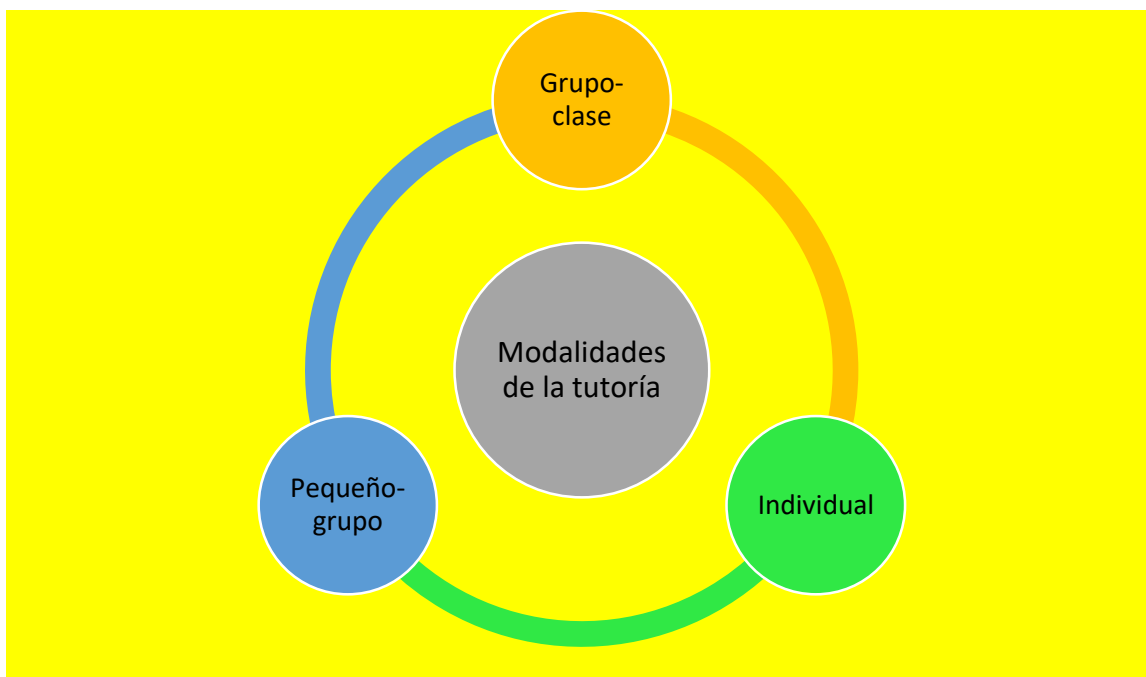 Grupo-
clase
Modalidades
de la tutoría
Pequeño-
grupo
Individual